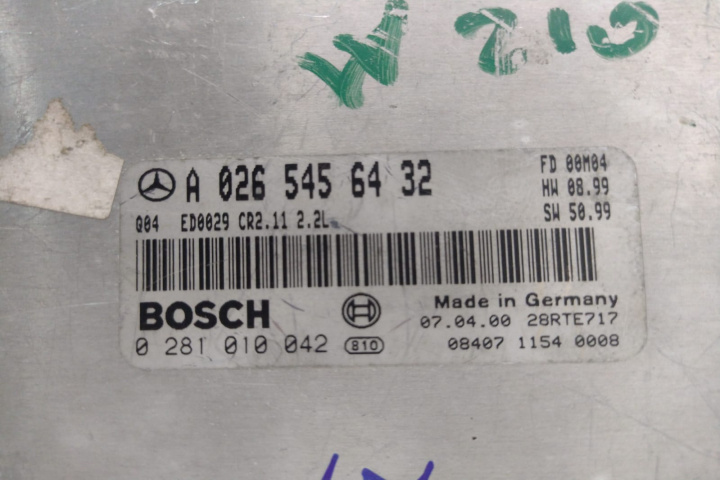 W 210
A 026 545 64 32
FD 00M04
HW 08.99
SW 50.99
Q04 ED0029 CR2.11 2.2L
BOSCH
Made in Germany
07.04.00 28RTE717
0 281 010 042 810
08407 1154 0008